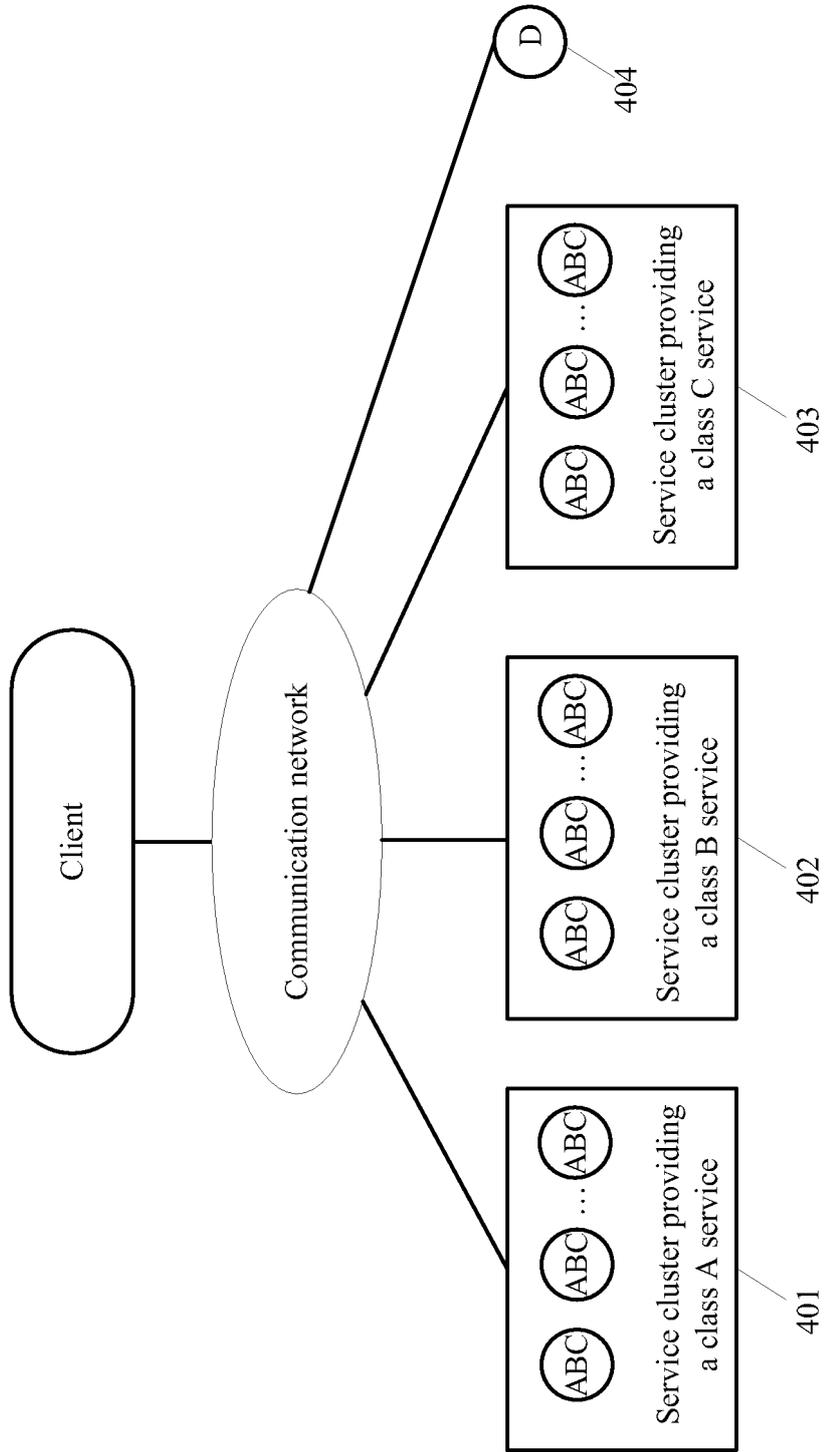 Client
Communication network
D
404
ABC
ABC
…
ABC
Service cluster providing
a class A service
401
ABC
ABC
…
ABC
Service cluster providing
a class B service
402
ABC
ABC
…
ABC
Service cluster providing
a class C service
403